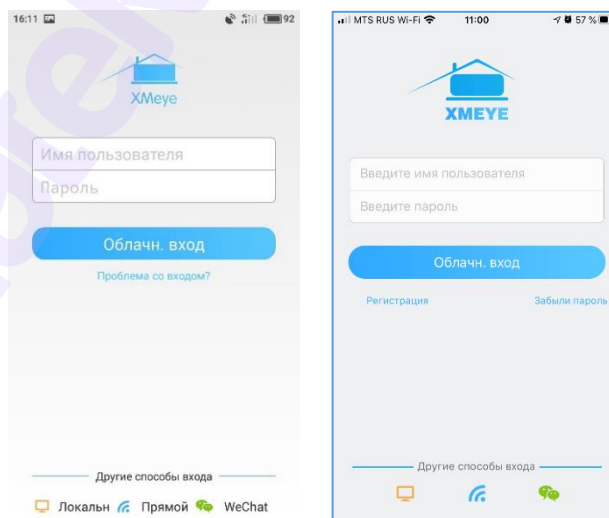 16:11 92
XMeye
Имя пользователя
Пароль
Облачн. вход
Проблема со входом?
Другие способы входа
Локальн Прямой WeChat
MTS RUS Wi-Fi 11:00 57 %
XMEYE
Введите имя пользователя
Введите пароль
Облачн. вход
Регистрация Забыли пароль
Другие способы входа